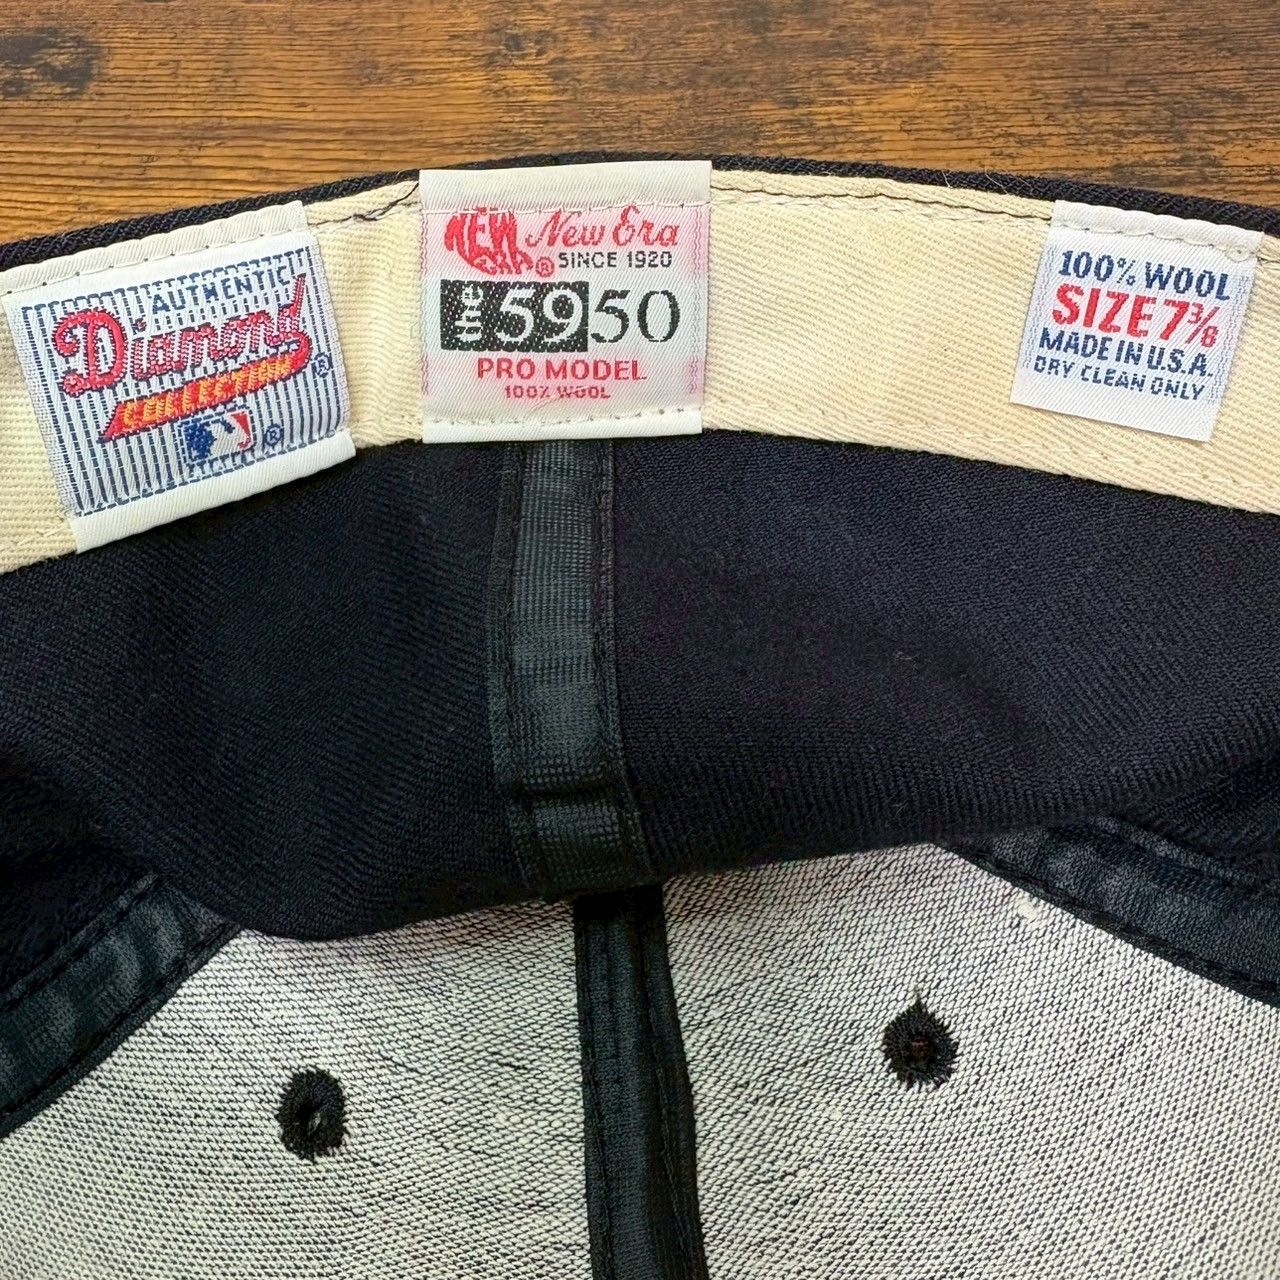 AUTHENTIC
Diamond
COLLECTION
®
®
NEW
ERA
®
New Era
SINCE 1920
the 5950
PRO MODEL
100% WOOL
100% WOOL
SIZE 7⅜
MADE IN U.S.A.
DRY CLEAN ONLY